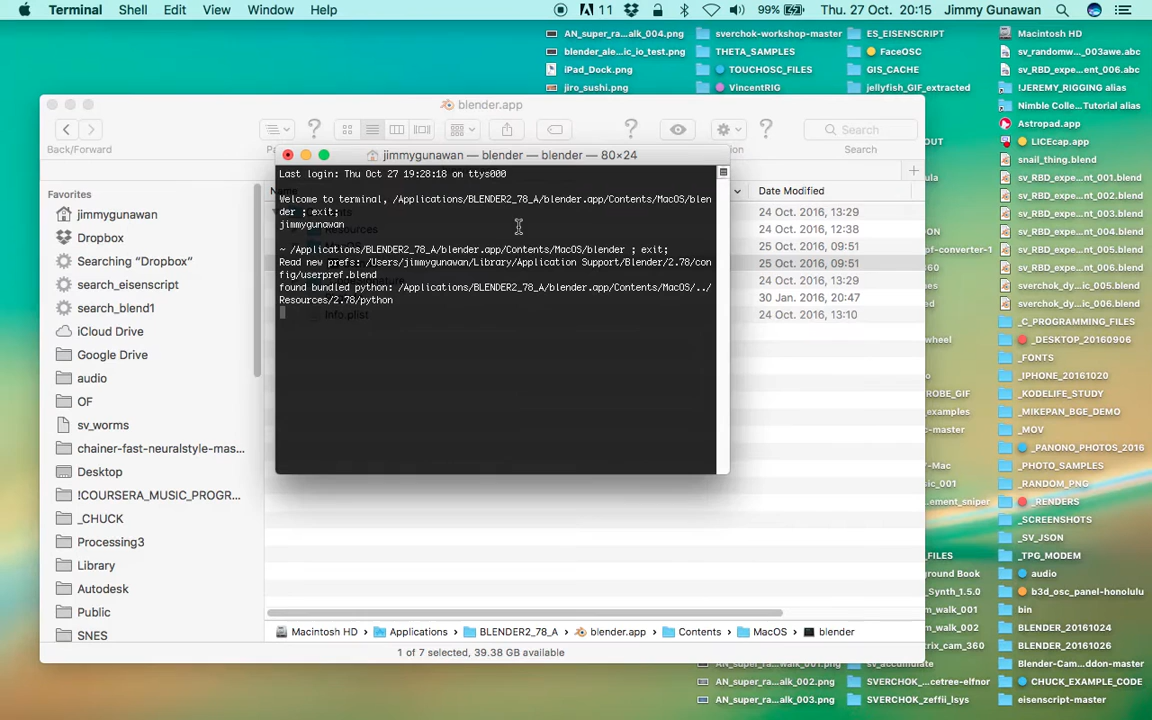 Terminal Shell Edit View Window Help 11 99% Thu. 27 Oct. 20:15 Jimmy Gunawan
AN_super_ra...alk_004.png
blender_ale...ic_io_test.png
iPad_Dock.png
jiro_sushi.png
sverchok-workshop-master
THETA_SAMPLES
TOUCHOSC_FILES
VincentRIG
ES_EISENSCRIPT
FaceOSC
GIS_CACHE
jellyfish_GIF_extracted
Macintosh HD
sv_randomw..._003awe.abc
sv_RBD_expe...ent_006.abc
!JEREMY_RIGGING alias
Nimble Colle...Tutorial alias
Astropad.app
LICEcap.app
snail_thing.blend
sv_RBD_expe...nt_001.blend
sv_RBD_expe...nt_002.blend
sv_RBD_expe...nt_003.blend
sv_RBD_expe...nt_004.blend
sv_RBD_expe...nt_005.blend
sv_RBD_expe...nt_006.blend
sverchok_dy...ic_005.blend
sverchok_dy...ic_006.blend
_C_PROGRAMMING_FILES
_DESKTOP_20160906
_FONTS
_IPHONE_20161020
_KODELIFE_STUDY
_MIKEPAN_BGE_DEMO
_MOV
_PANONO_PHOTOS_2016
_PHOTO_SAMPLES
_RANDOM_PNG
_RENDERS
_SCREENSHOTS
_SV_JSON
_TPG_MODEM
audio
b3d_osc_panel-honolulu
bin
BLENDER_20161024
BLENDER_20161026
Blender-Cam...ddon-master
CHUCK_EXAMPLE_CODE
eisenscript-master
blender.app
Back/Forward
Search
Search
Favorites
jimmygunawan
Dropbox
Searching “Dropbox”
search_eisenscript
search_blend1
iCloud Drive
Google Drive
audio
OF
sv_worms
chainer-fast-neuralstyle-mas...
Desktop
!COURSERA_MUSIC_PROGR...
_CHUCK
Processing3
Library
Autodesk
Public
SNES
Date Modified
24 Oct. 2016, 13:29
24 Oct. 2016, 13:29
25 Oct. 2016, 09:51
25 Oct. 2016, 09:51
24 Oct. 2016, 13:29
30 Jan. 2016, 20:47
24 Oct. 2016, 13:10
jimmygunawan — blender — blender — 80×24
Last login: Thu Oct 27 19:28:18 on ttys000
Welcome to terminal, /Applications/BLENDER2_78_A/blender.app/Contents/MacOS/blen
der ; exit;
jimmygunawan
~ /Applications/BLENDER2_78_A/blender.app/Contents/MacOS/blender ; exit;
Read new prefs: /Users/jimmygunawan/Library/Application Support/Blender/2.78/con
fig/userpref.blend
found bundled python: /Applications/BLENDER2_78_A/blender.app/Contents/MacOS/../
Resources/2.78/python
Info.plist
Macintosh HD Applications BLENDER2_78_A blender.app Contents MacOS blender
1 of 7 selected, 39.38 GB available
AN_super_ra...alk_002.png
AN_super_ra...alk_003.png
sv_accumulate
SVERCHOK_...cetree-elfnor
SVERCHOK_zeffii_lsys